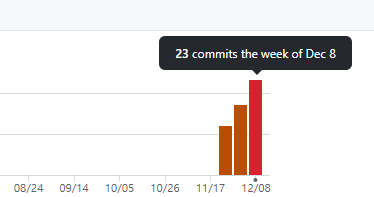 23 commits the week of Dec 8
08/24 09/14 10/05 10/26 11/17 12/08